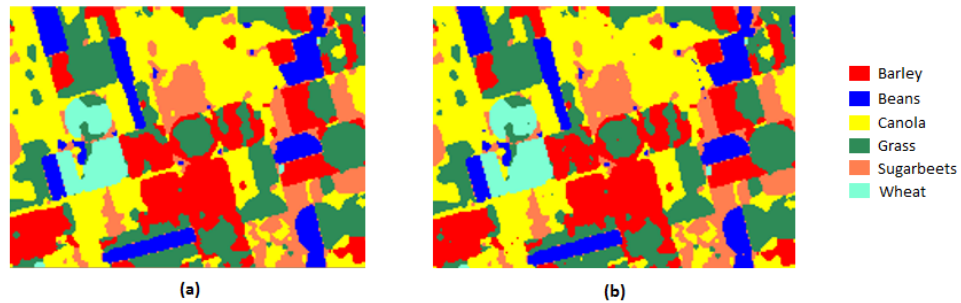 Barley
Beans
Canola
Grass
Sugarbeets
Wheat
(a)
(b)